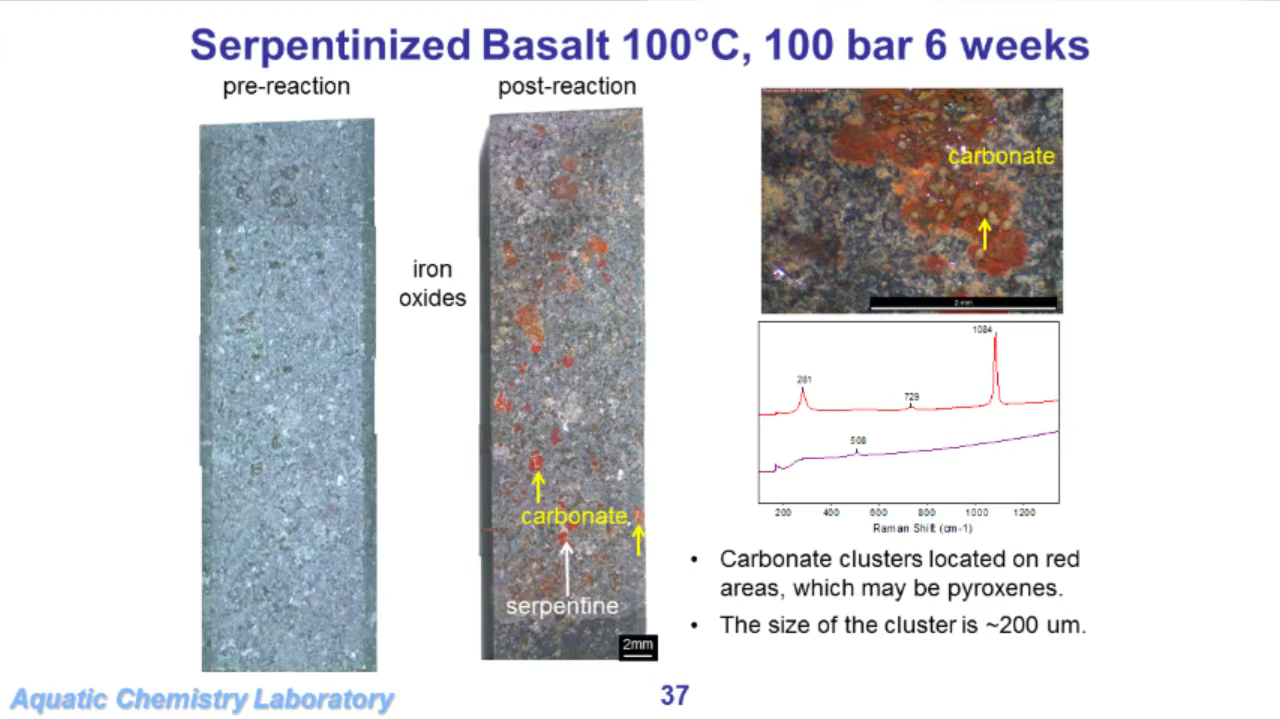 Serpentinized Basalt 100°C, 100 bar 6 weeks
pre-reaction
post-reaction
iron
oxides
carbonate
serpentine
2mm
carbonate
2 mm
1084
281
729
508
200 400 600 800 1000 1200
Raman Shift (cm-1)
• Carbonate clusters located on red
areas, which may be pyroxenes.
• The size of the cluster is ~200 um.
Aquatic Chemistry Laboratory
37